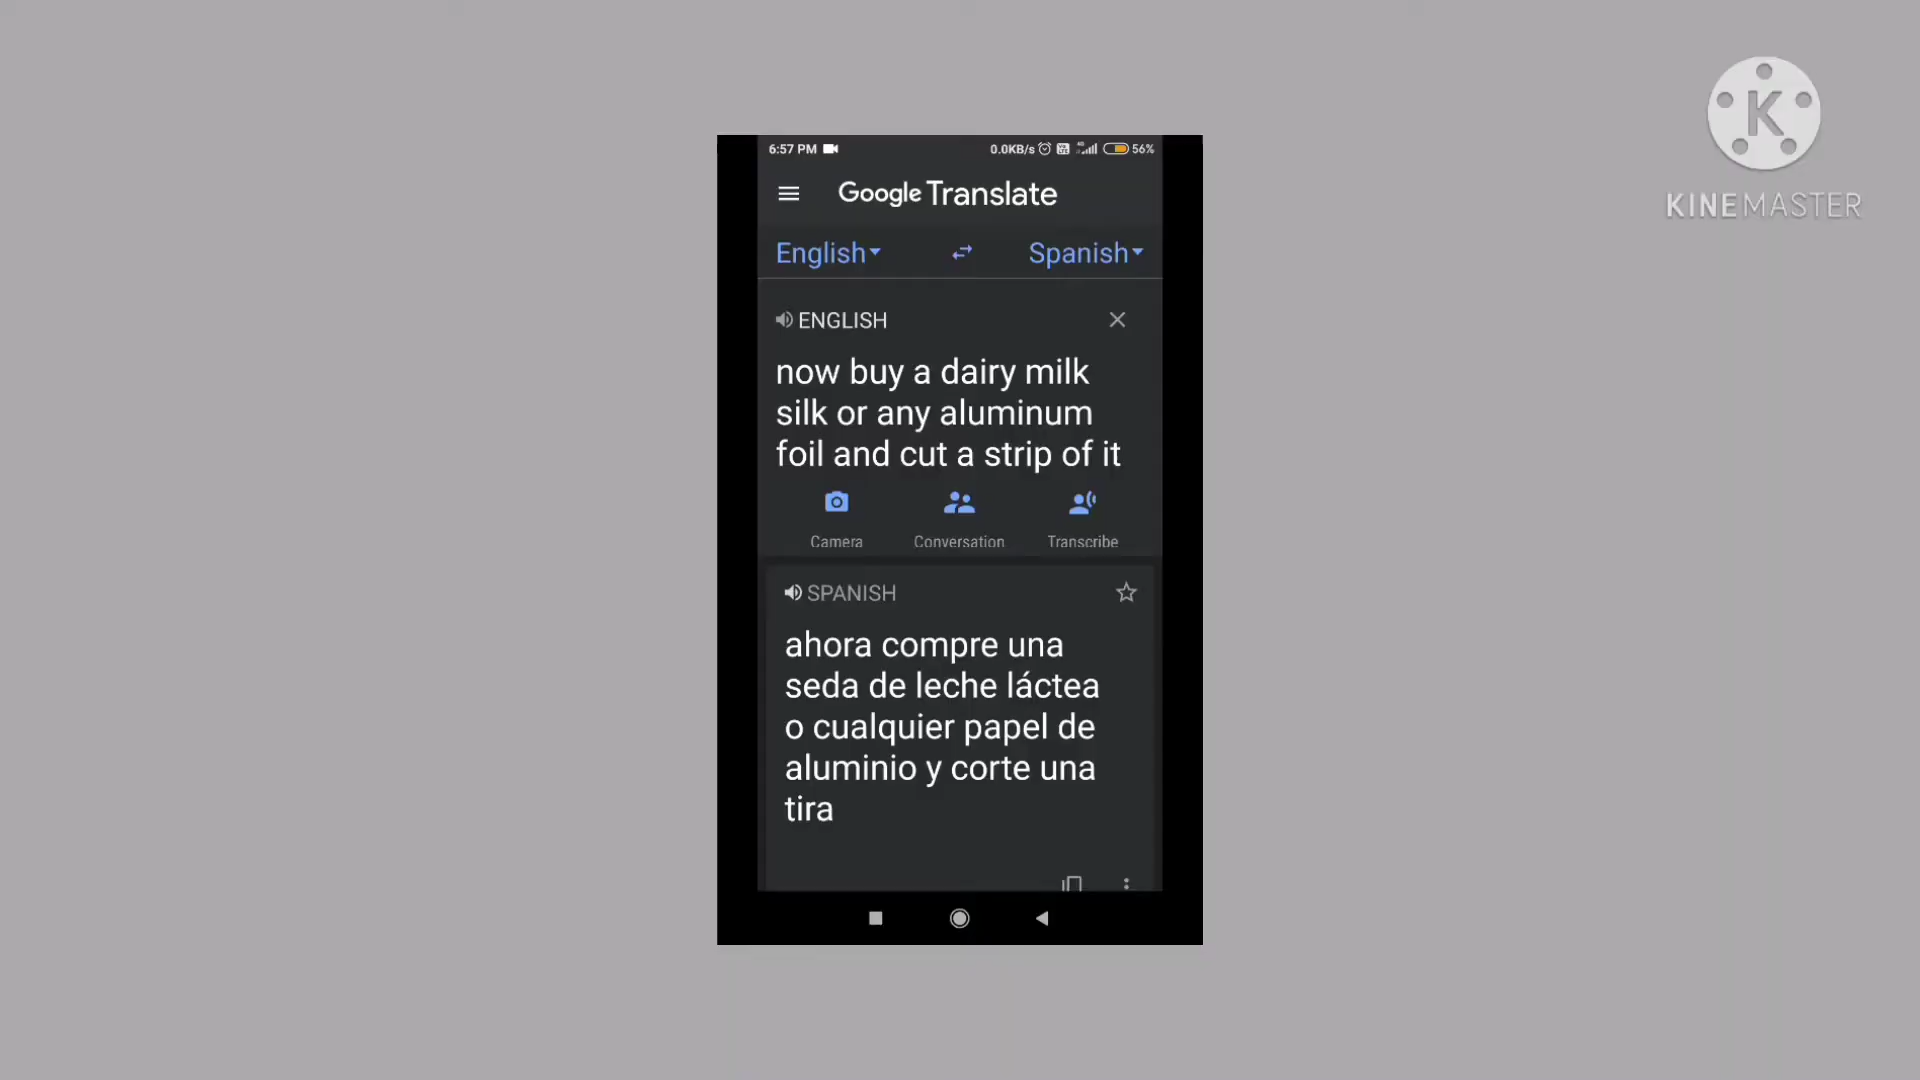 KINEMASTER
6:57 PM 0.0KB/s 56%
Google Translate
English Spanish
ENGLISH
now buy a dairy milk
silk or any aluminum
foil and cut a strip of it
Camera Conversation Transcribe
SPANISH
ahora compre una
seda de leche láctea
o cualquier papel de
aluminio y corte una
tira